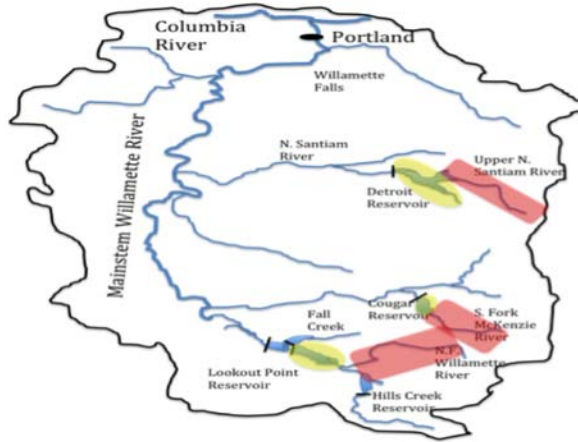 Columbia
River
Portland
Willamette
Falls
Mainstem Willamette River
N. Santiam
River
Upper N.
Santiam River
Detroit
Reservoir
Cougar
Reservoir
S. Fork
McKenzie
River
Fall
Creek
N.F.
Willamette
River
Lookout Point
Reservoir
Hills Creek
Reservoir